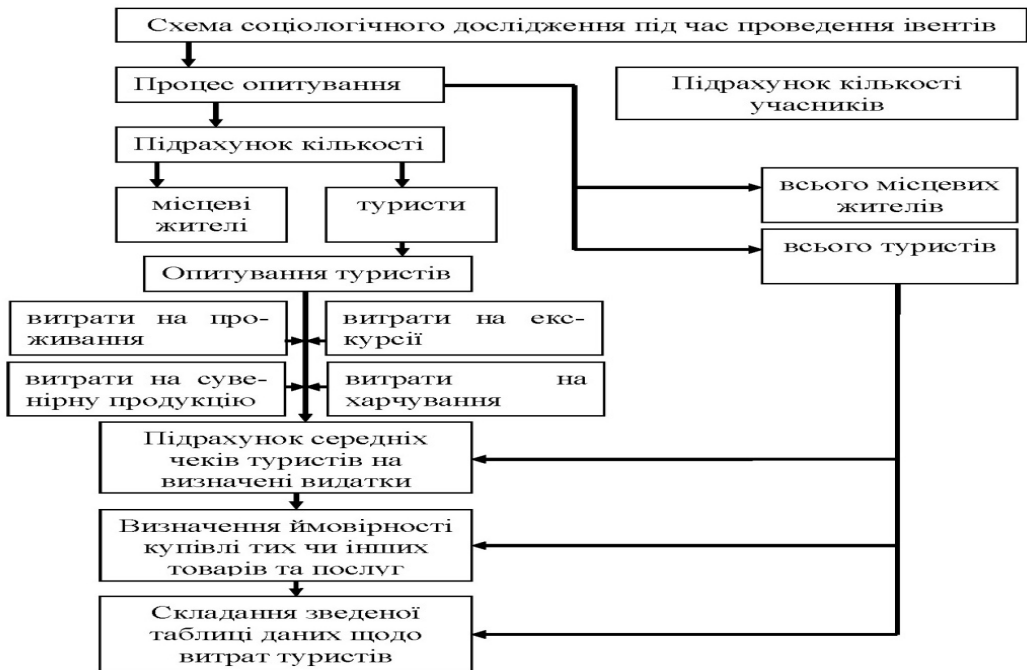 Схема соціологічного дослідження під час проведення івентів
Процес опитування
Підрахунок кількості
учасників
Підрахунок кількості
місцеві
жителі
туристи
всього місцевих
жителів
всього туристів
Опитування туристів
витрати на про-
живання
витрати на екс-
курсії
витрати на суве-
нірну продукцію
витрати на
харчування
Підрахунок середніх
чеків туристів на
визначені видатки
Визначення ймовірності
купівлі тих чи інших
товарів та послуг
Складання зведеної
таблиці даних щодо
витрат туристів